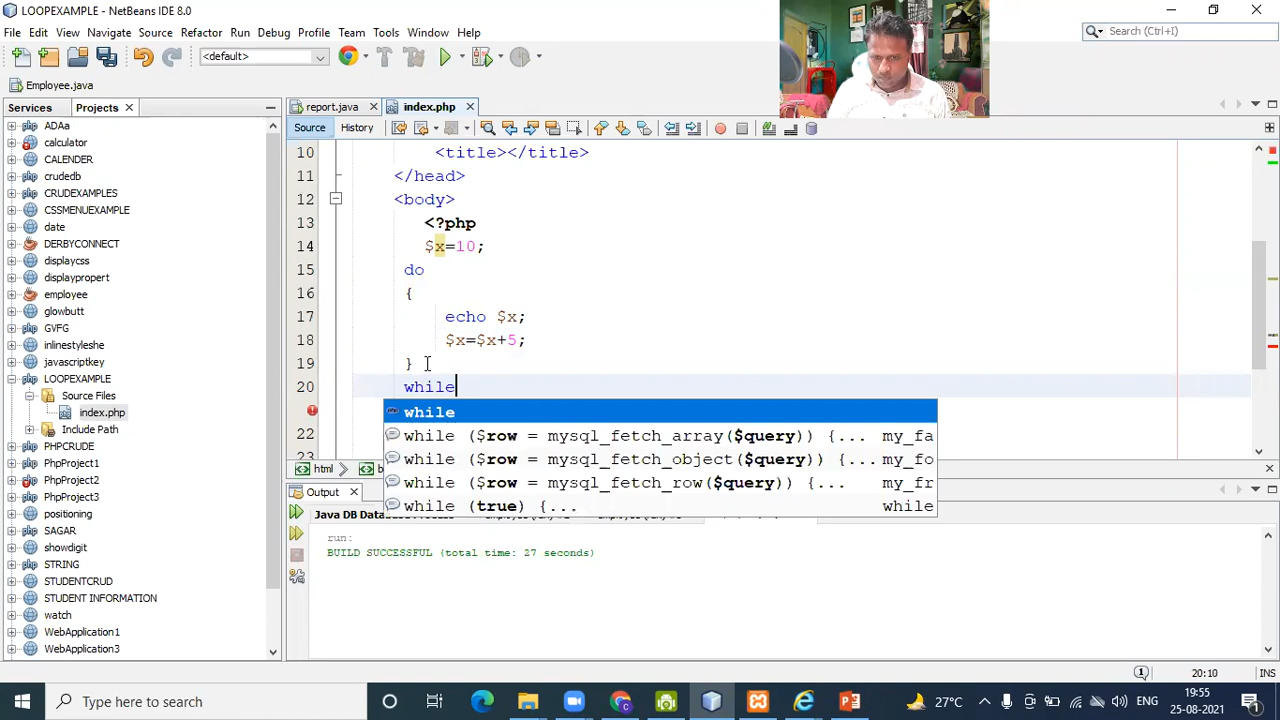 LOOPEXAMPLE - NetBeans IDE 8.0
File Edit View Navigate Source Refactor Run Debug Profile Team Tools Window Help
Search (Ctrl+I)
<default>
Employee.java
Services Projects
report.java index.php
Source History
ADAa
calculator
CALENDER
crudedb
CRUDEXAMPLES
CSSMENUEXAMPLE
date
DERBYCONNECT
displaycss
displaypropert
employee
glowbutt
GVFG
inlinestylesheet
javascriptkey
LOOPEXAMPLE
Source Files
index.php
Include Path
PHPCRUDE
PhpProject1
PhpProject2
PhpProject3
positioning
SAGAR
showdigit
STRING
STUDENTCRUD
STUDENT INFORMATION
watch
WebApplication1
WebApplication3
10 <title></title>
11 </head>
12 <body>
13 <?php
14 $x=10;
15 do
16 {
17 echo $x;
18 $x=$x+5;
19 }
20 while
22
23
while
while ($row = mysql_fetch_array($query)) {... my_fa
while ($row = mysql_fetch_object($query)) {... my_fo
while ($row = mysql_fetch_row($query)) {... my_fr
while (true) {... while
html
Output
Java DB Database
run:
BUILD SUCCESSFUL (total time: 27 seconds)
1 20:10 INS
Type here to search
27°C
19:55
25-08-2021
1